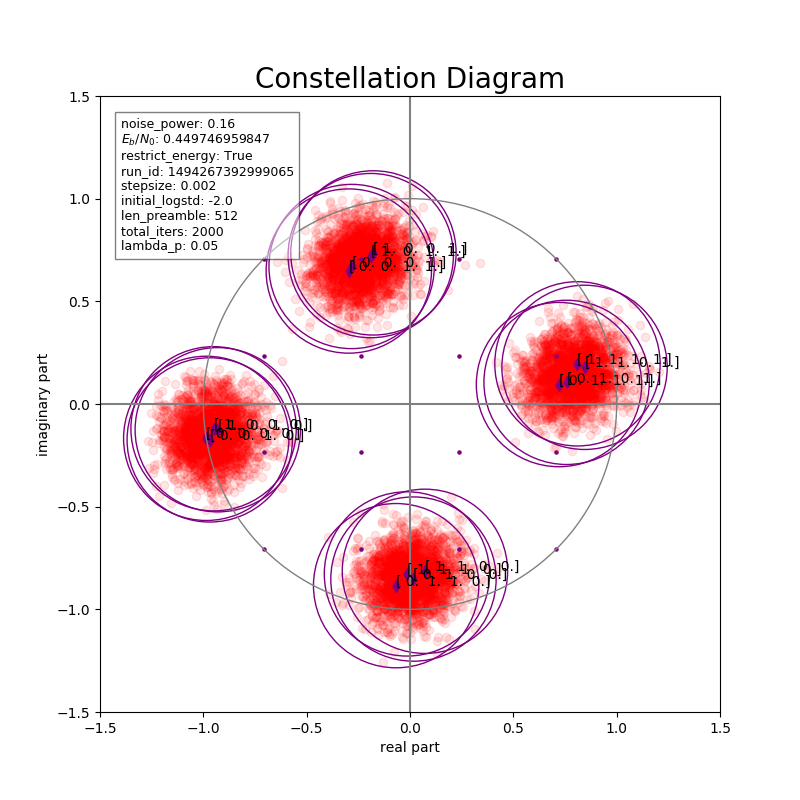 Constellation Diagram
noise_power: 0.16
E_b/N_0: 0.449746959847
restrict_energy: True
run_id: 1494267392999065
stepsize: 0.002
initial_logstd: -2.0
len_preamble: 512
total_iters: 2000
lambda_p: 0.05
1.5
1.0
0.5
0.0
−0.5
−1.0
−1.5
imaginary part
−1.5
−1.0
−0.5
0.0
0.5
1.0
1.5
real part